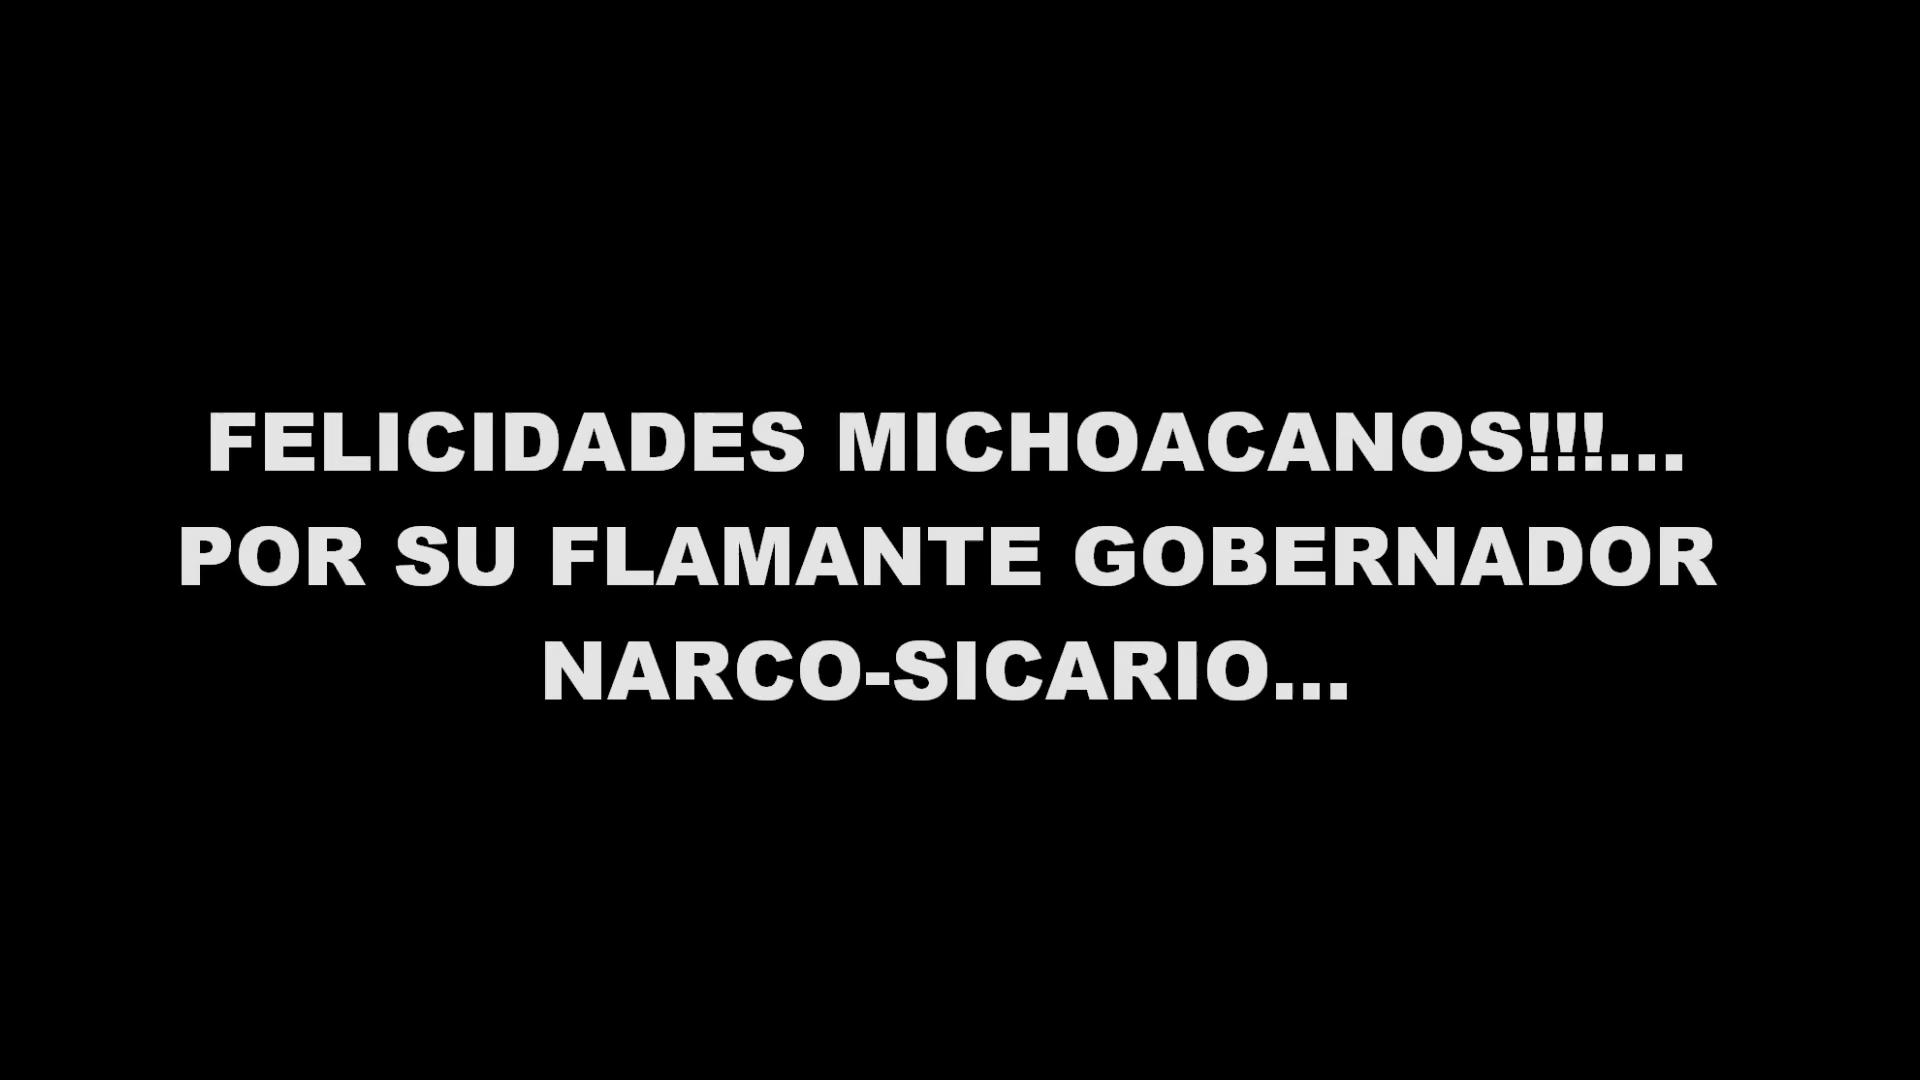 FELICIDADES MICHOACANOS!!!...
POR SU FLAMANTE GOBERNADOR
NARCO-SICARIO...